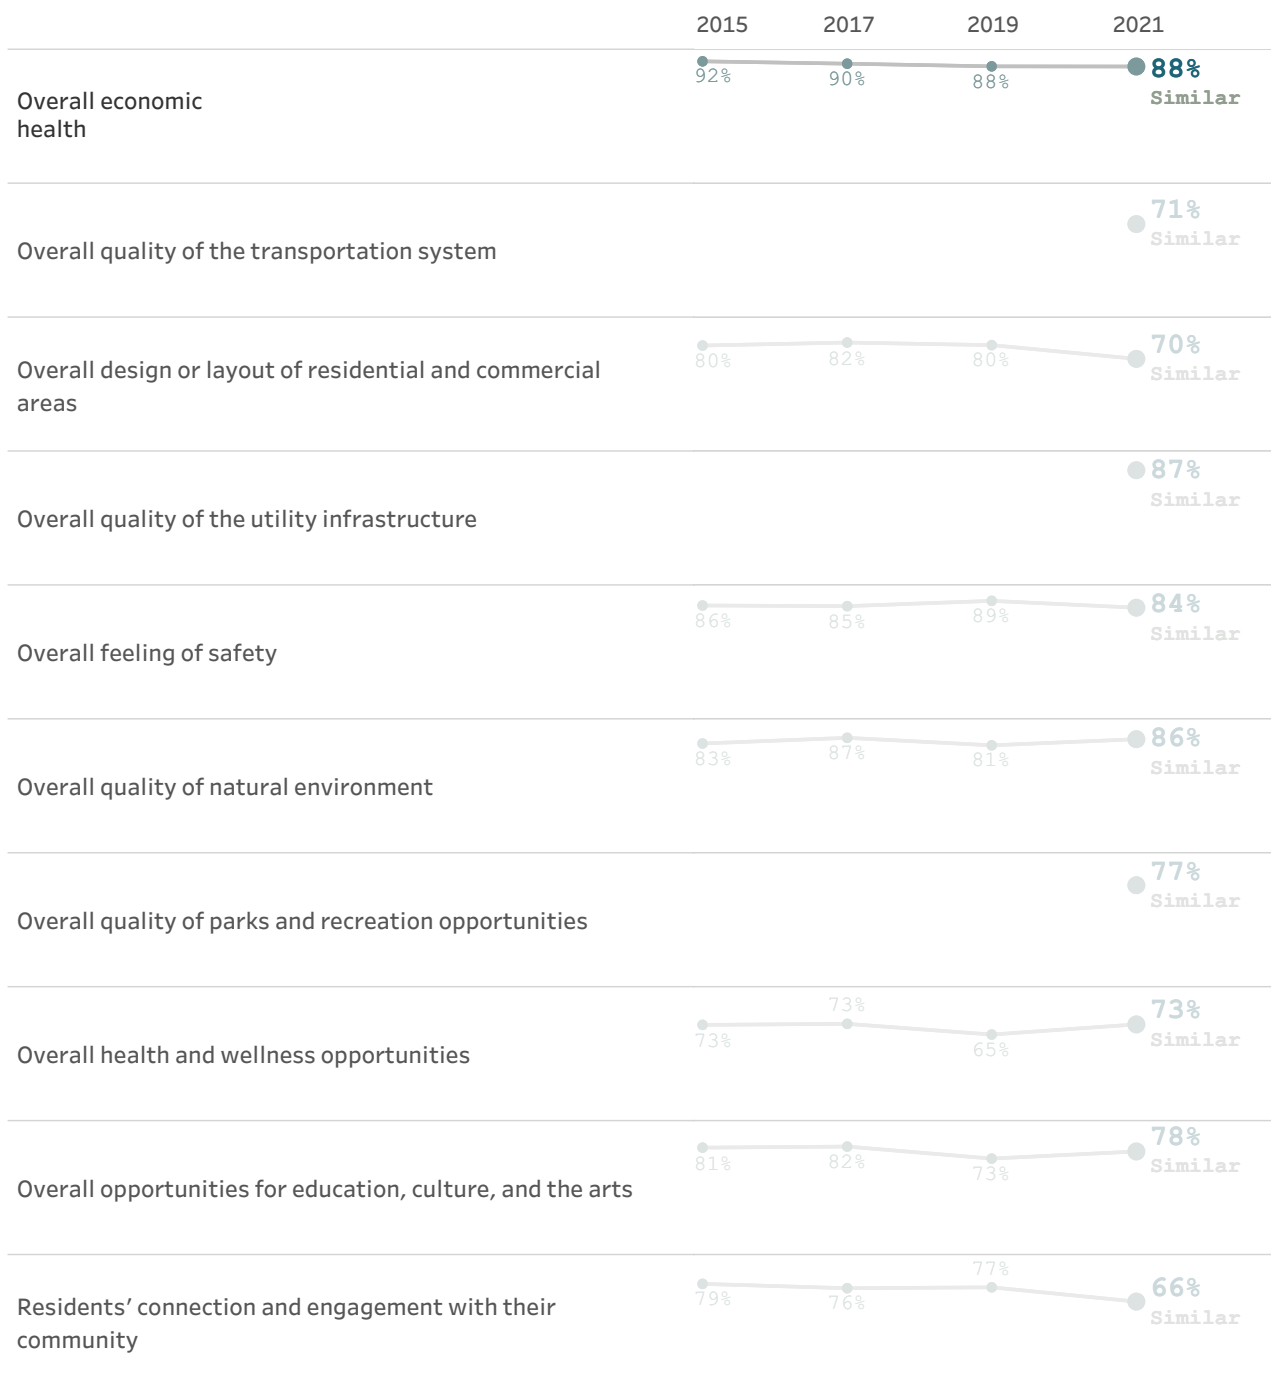 2015 2017 2019 2021
92% 90% 88% 88%
Similar
Overall economic
health
71%
Similar
Overall quality of the transportation system
80% 82% 80% 70%
Similar
Overall design or layout of residential and commercial
areas
87%
Similar
Overall quality of the utility infrastructure
86% 85% 89% 84%
Similar
Overall feeling of safety
83% 87% 81% 86%
Similar
Overall quality of natural environment
77%
Similar
Overall quality of parks and recreation opportunities
73% 73% 65% 73%
Similar
Overall health and wellness opportunities
81% 82% 73% 78%
Similar
Overall opportunities for education, culture, and the arts
79% 76% 77% 66%
Similar
Residents’ connection and engagement with their
community